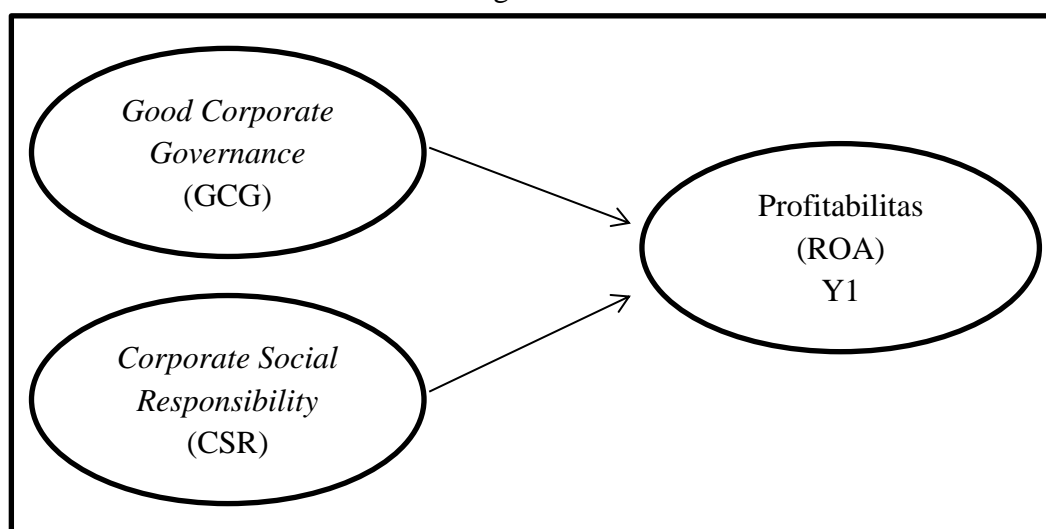 Good Corporate
Governance
(GCG)
Profitabilitas
(ROA)
Y1
Corporate Social
Responsibility
(CSR)